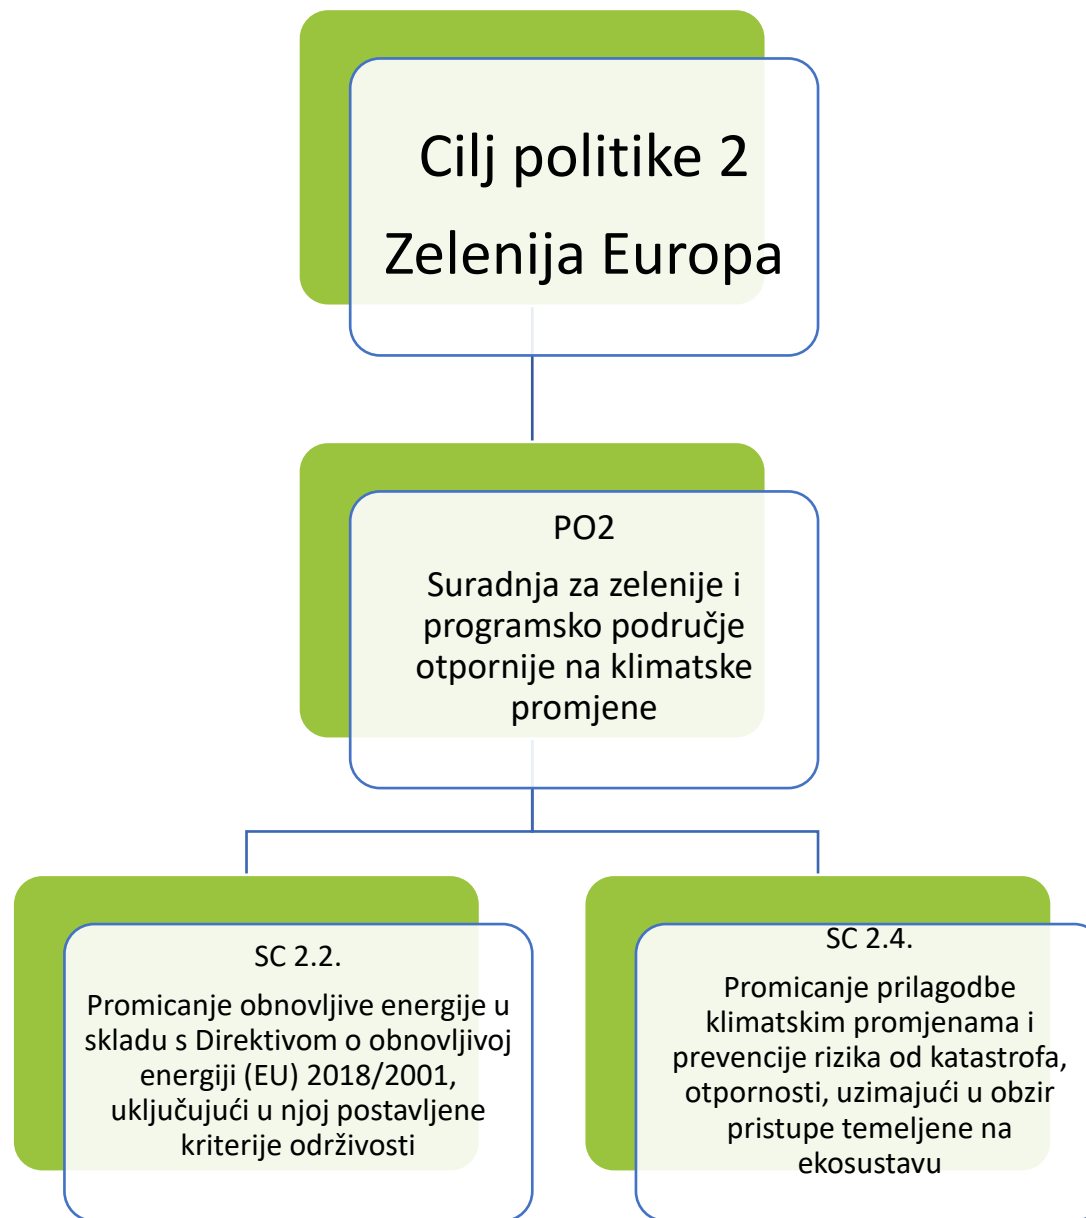 Cilj politike 2
Zelenija Europa
PO2
Suradnja za zelenije i
programsko područje
otpornije na klimatske
promjene
SC 2.2.
Promicanje obnovljive energije u
skladu s Direktivom o obnovljivoj
energiji (EU) 2018/2001,
uključujući u njoj postavljene
kriterije održivosti
SC 2.4.
Promicanje prilagodbe
klimatskim promjenama i
prevencije rizika od katastrofa,
otpornosti, uzimajući u obzir
pristupe temeljene na
ekosustavu